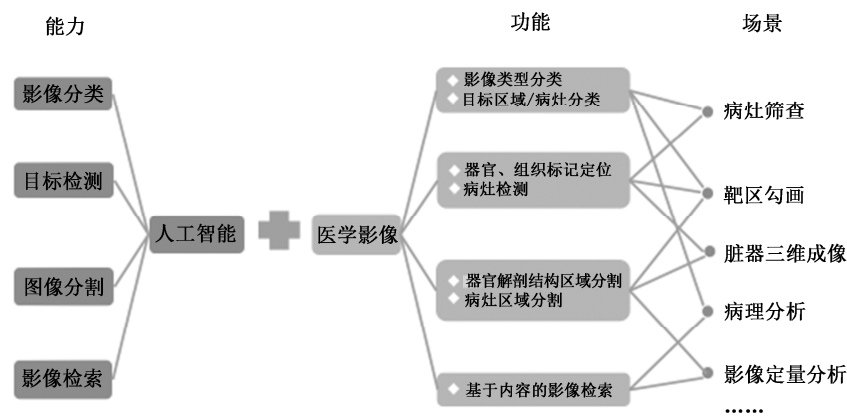 能力
功能
场景
影像分类
目标检测
图像分割
影像检索
人工智能
医学影像
影像类型分类
目标区域/病灶分类
器官、组织标记定位
病灶检测
器官解剖结构区域分割
病灶区域分割
基于内容的影像检索
病灶筛查
靶区勾画
脏器三维成像
病理分析
影像定量分析
……